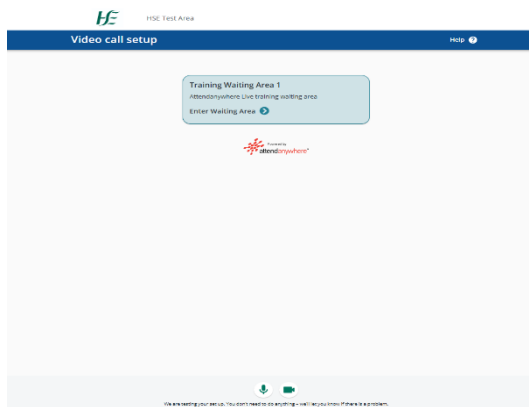 HSE Test Area
Video call setup
Help ?
Training Waiting Area 1
Attendanywhere Live training waiting area
Enter Waiting Area
Powered by
attendanywhere
We are testing your set up. You don't need to do anything - we'll let you know if there is a problem.